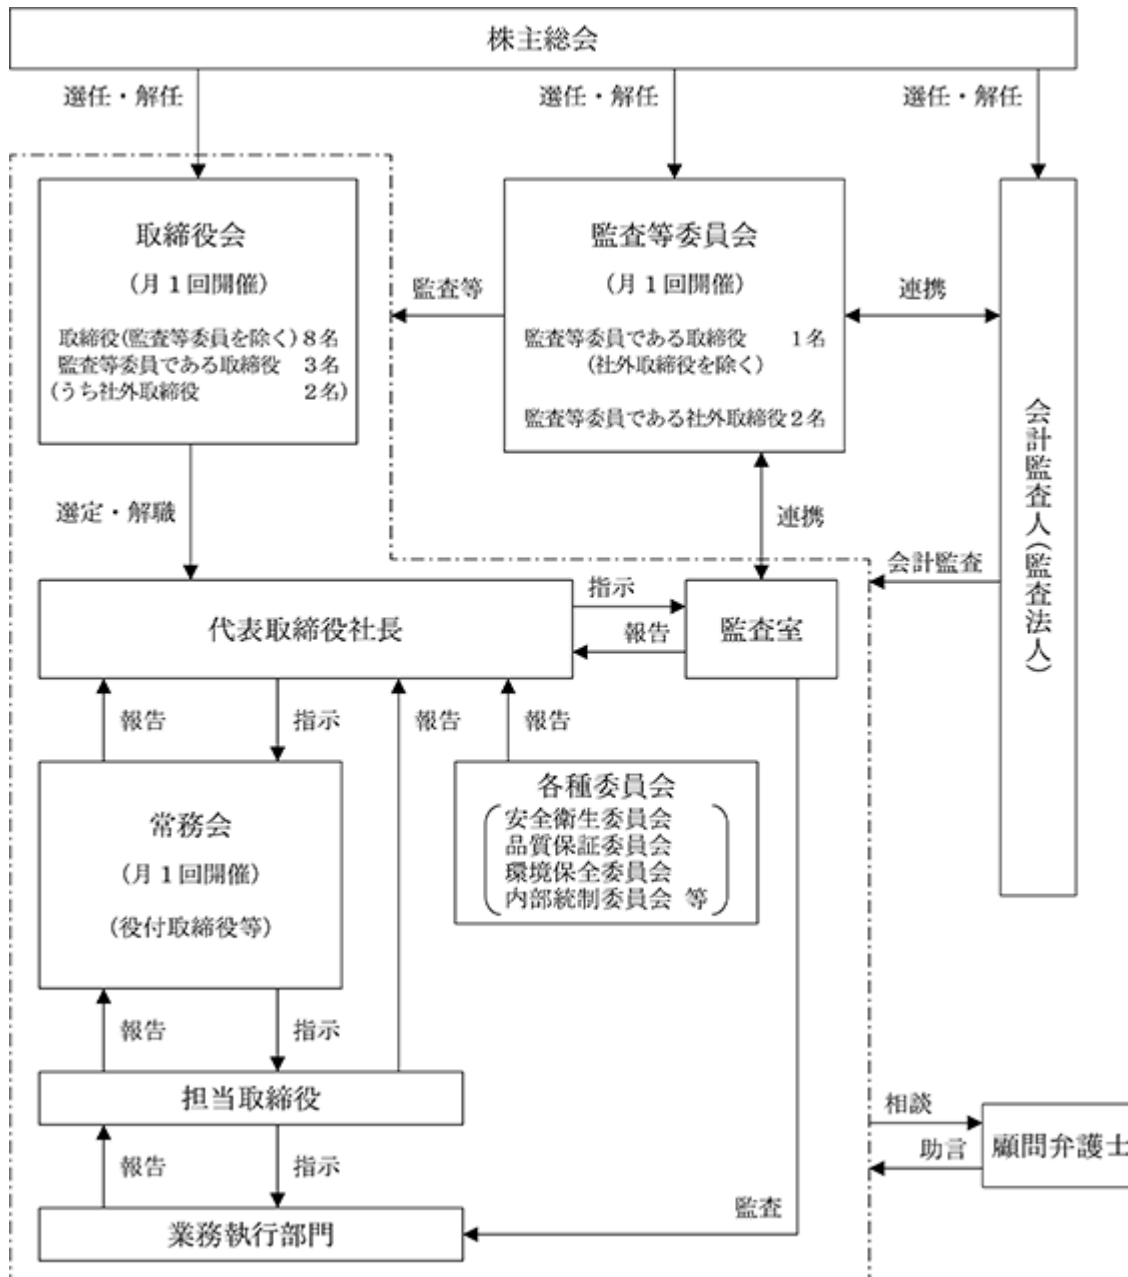 株主総会
選任・解任
選任・解任
選任・解任
取締役会
(月1回開催)
取締役(監査等委員を除く)8名
監査等委員である取締役 3名
(うち社外取締役 2名)
監査等
監査等委員会
(月1回開催)
監査等委員である取締役 1名
(社外取締役を除く)
監査等委員である社外取締役2名
連携
会計監査人(監査法人)
選定・解職
連携
会計監査
代表取締役社長
指示
報告
監査室
報告
指示
報告
報告
常務会
(月1回開催)
(役付取締役等)
各種委員会
安全衛生委員会
品質保証委員会
環境保全委員会
内部統制委員会 等
報告
指示
担当取締役
相談
助言
顧問弁護士
報告
指示
監査
業務執行部門